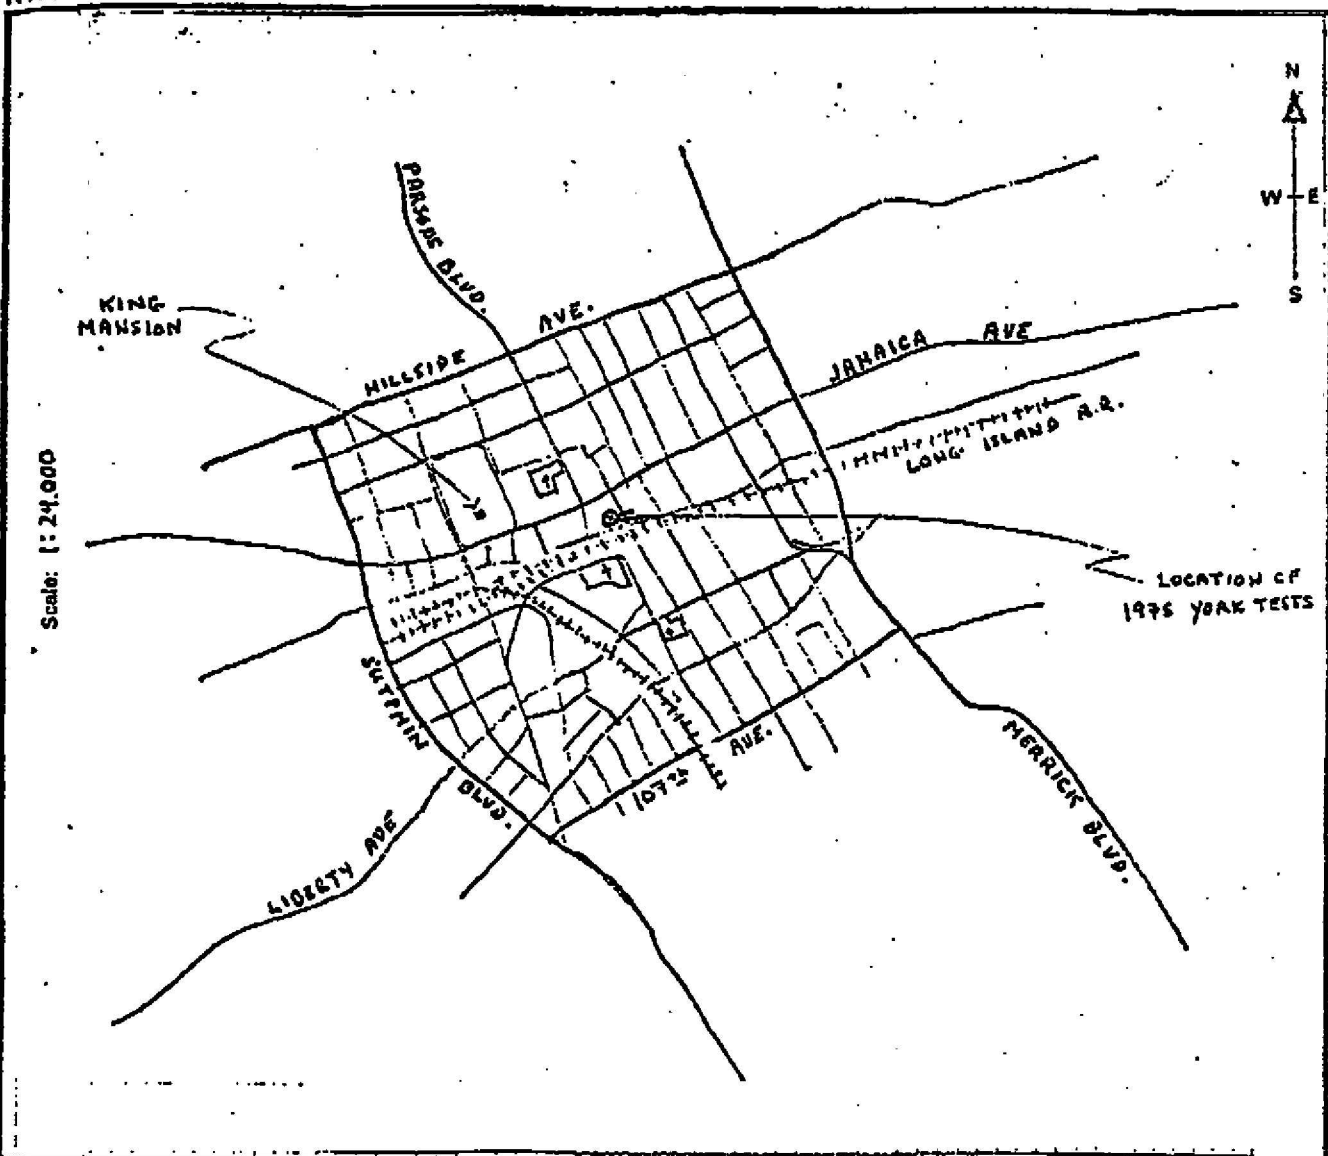 N
W E
S
PARSONS BLVD.
KING
MANSION
HILLSIDE AVE.
JAMAICA AVE
LONG ISLAND R.R.
Scale: 1:24.000
LOCATION OF
1975 YORK TESTS
SUTPHIN BLVD.
107th AVE.
MERRICK BLVD.
LIBERTY AVE